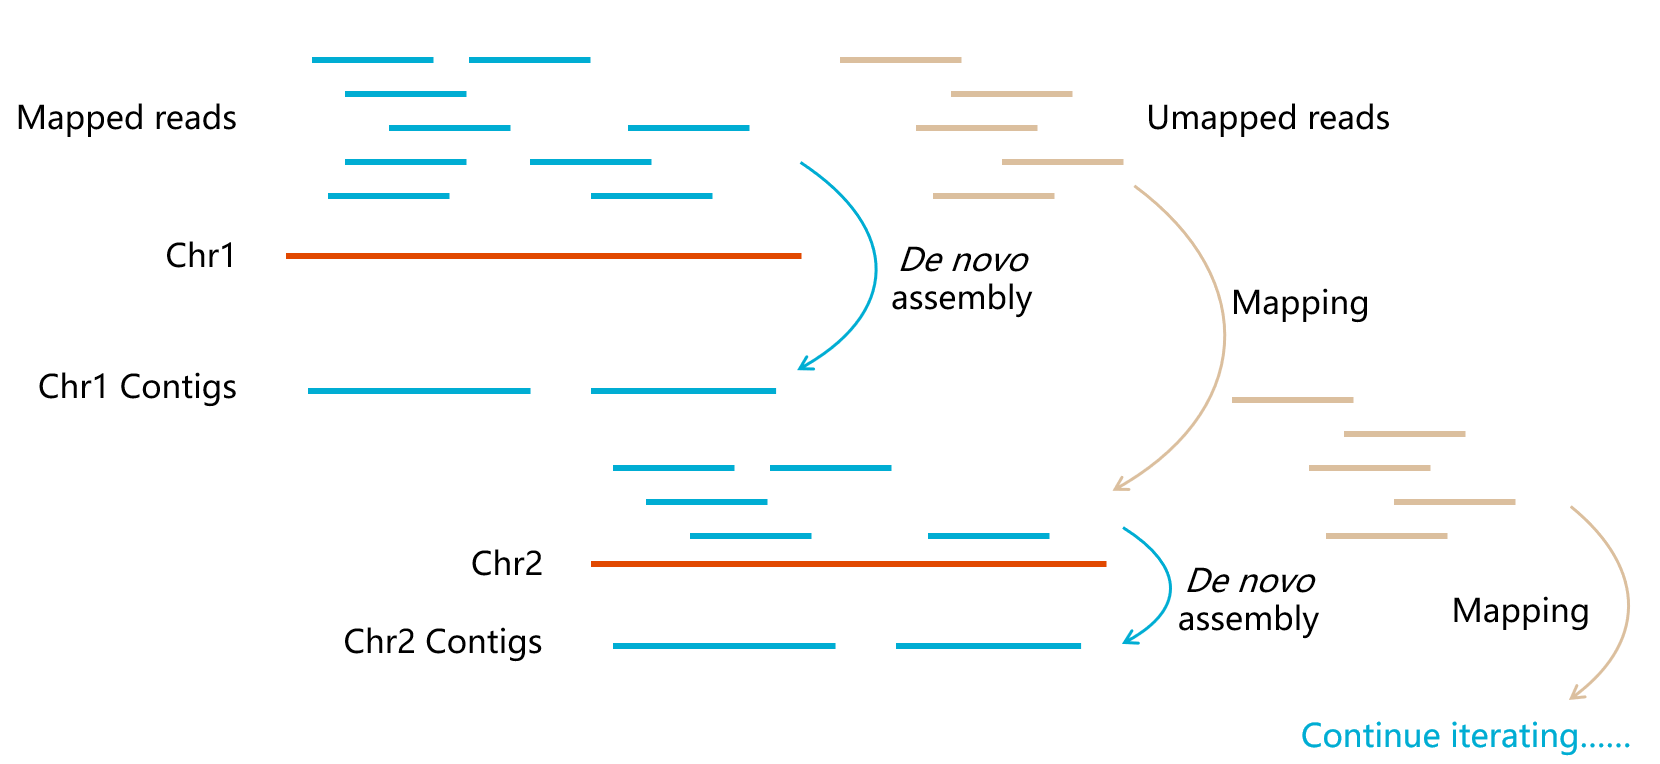 Mapped reads
Umapped reads
Chr1
De novo
assembly
Mapping
Chr1 Contigs
Chr2
De novo
assembly
Mapping
Chr2 Contigs
Continue iterating......